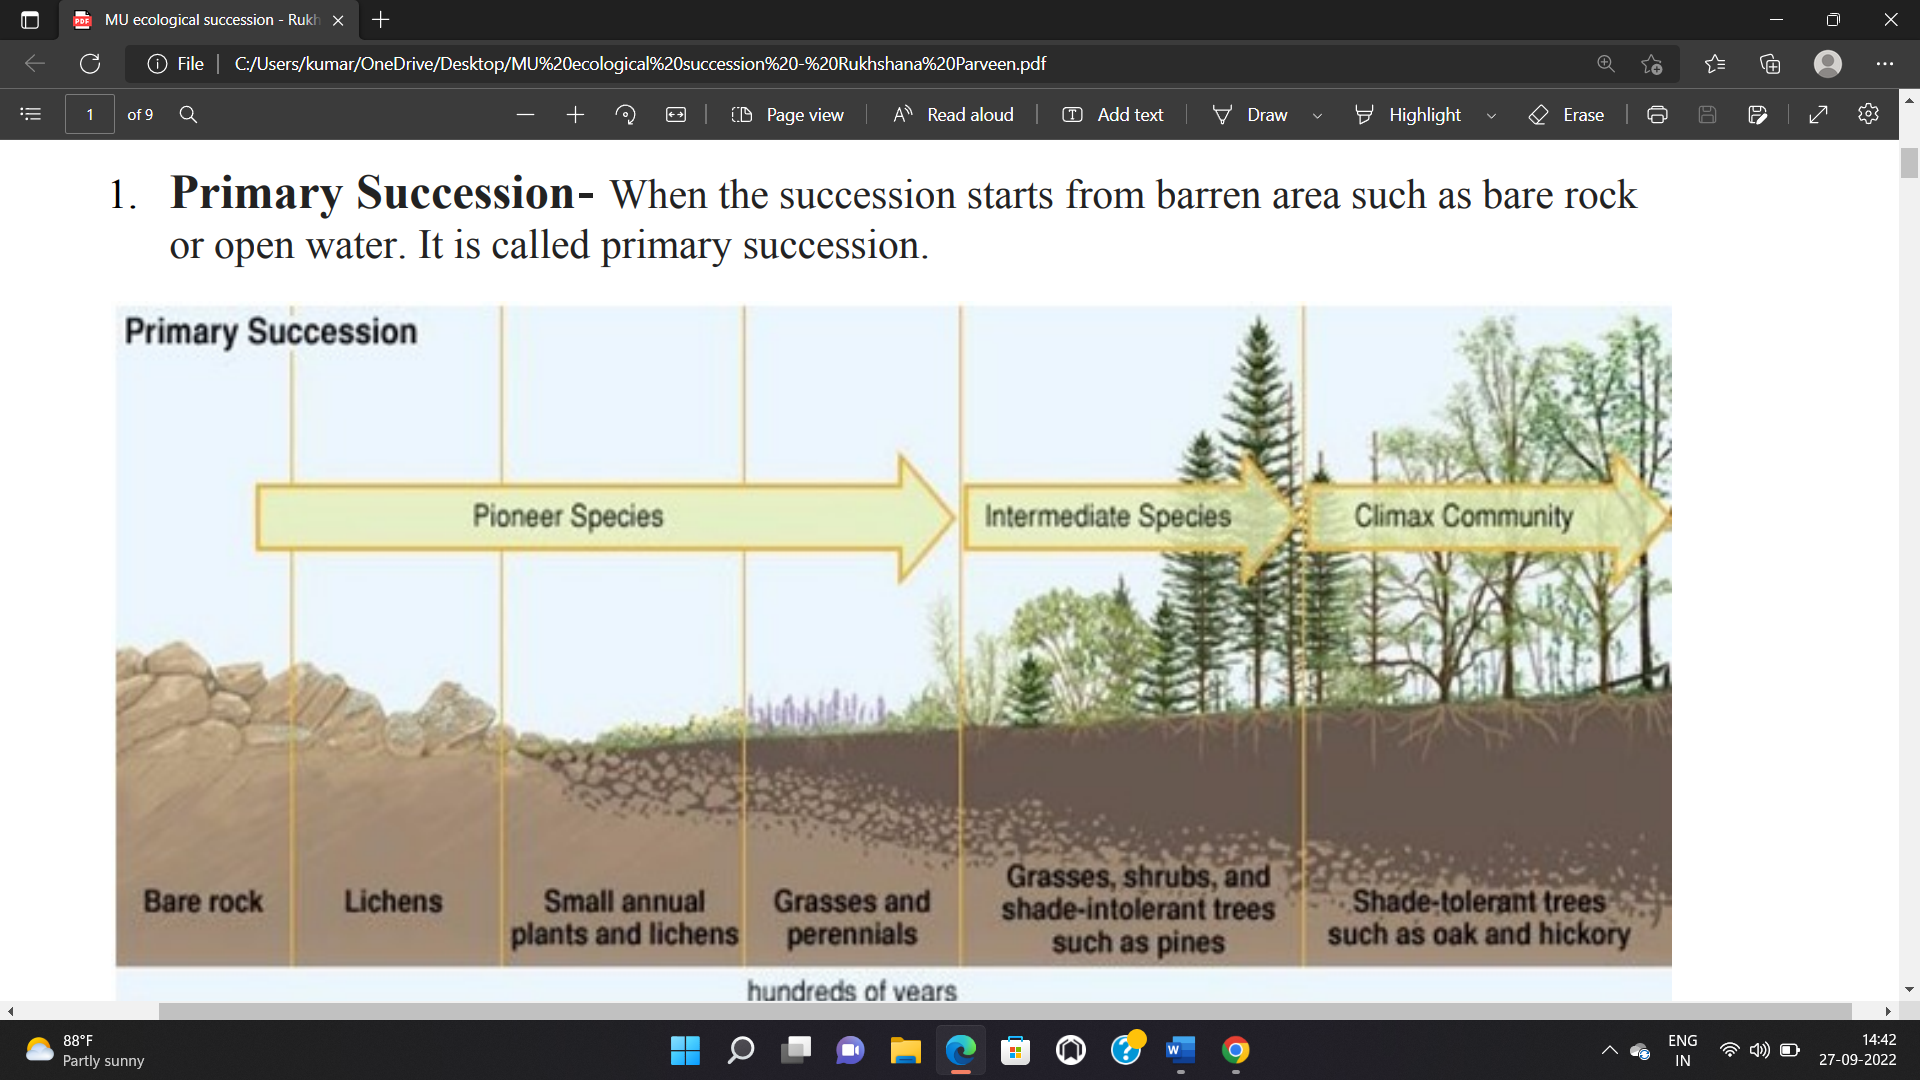 MU ecological succession - Rukh
File
C:/Users/kumar/OneDrive/Desktop/MU%20ecological%20succession%20-%20Rukhshana%20Parveen.pdf
1 of 9
Page view
Read aloud
Add text
Draw
Highlight
Erase
1. Primary Succession- When the succession starts from barren area such as bare rock
or open water. It is called primary succession.
Primary Succession
Pioneer Species
Intermediate Species
Climax Community
Bare rock
Lichens
Small annual
plants and lichens
Grasses and
perennials
Grasses, shrubs, and
shade-intolerant trees
such as pines
Shade-tolerant trees
such as oak and hickory
hundreds of years
88°F
Partly sunny
ENG
IN
14:42
27-09-2022